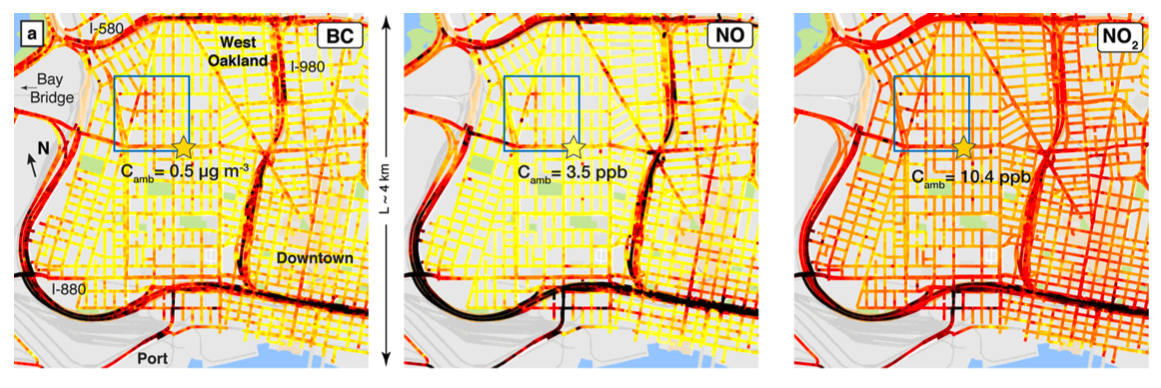 a
I-580
BC
West
Oakland
I-980
Bay
Bridge
N
C_amb = 0.5 µg m⁻³
Downtown
I-880
Port
L ~ 4 km
NO
C_amb = 3.5 ppb
NO₂
C_amb = 10.4 ppb